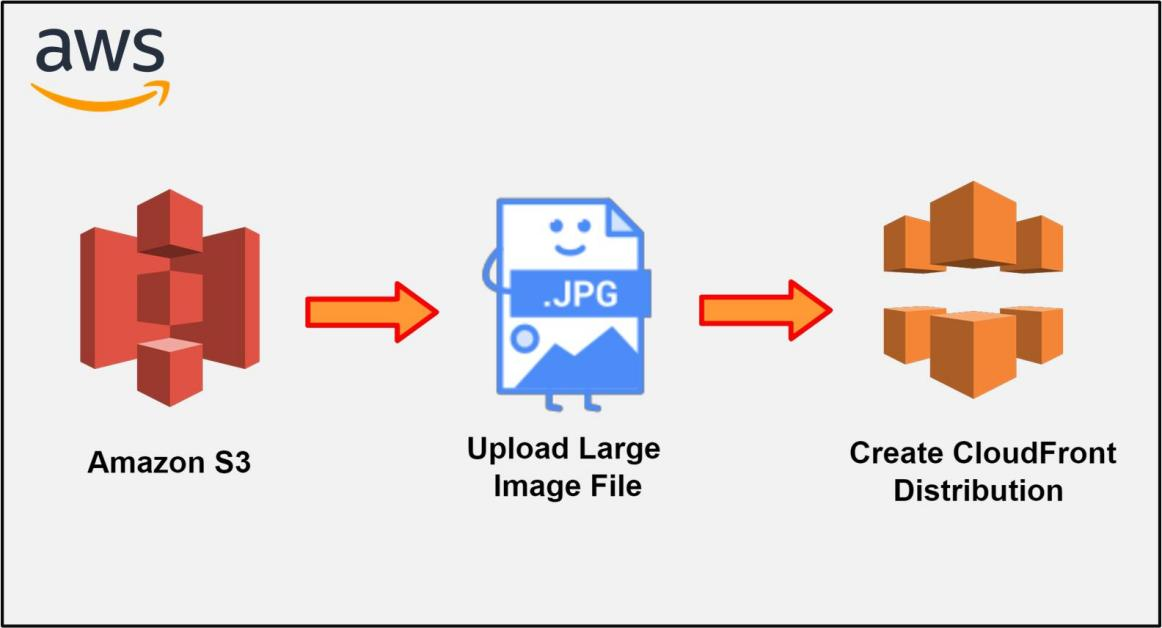 aws
.JPG
Amazon S3
Upload Large
Image File
Create CloudFront
Distribution